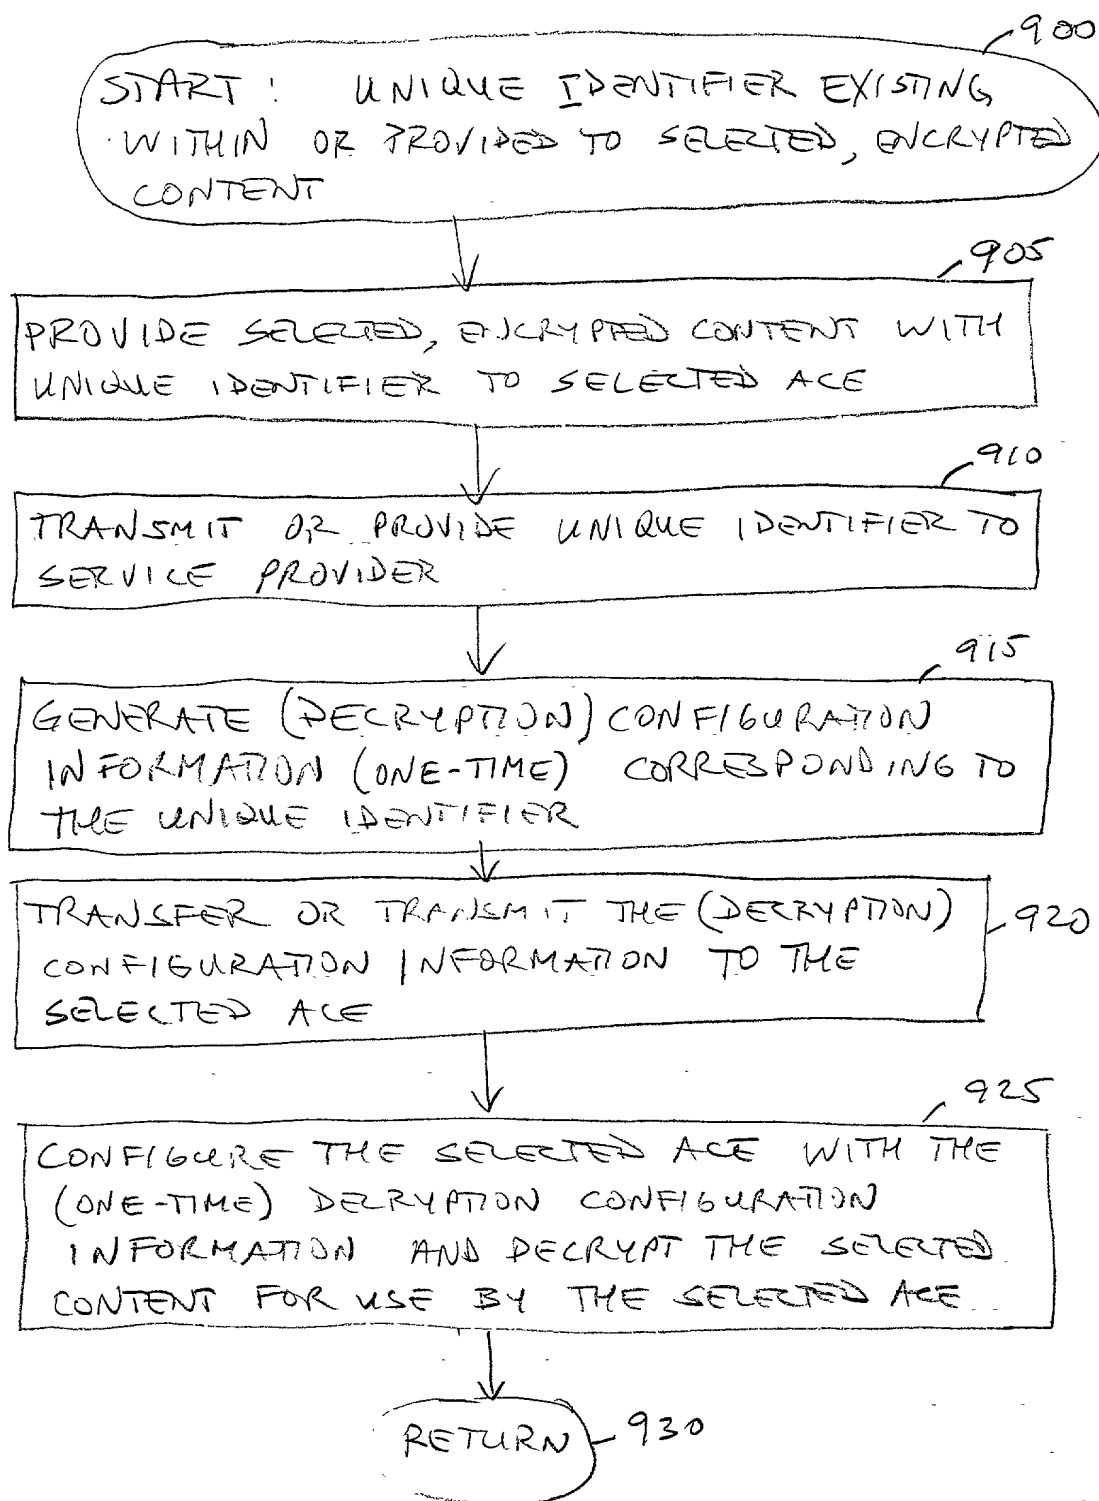 900
START: UNIQUE IDENTIFIER EXISTING
WITHIN OR PROVIDED TO SELECTED, ENCRYPTED
CONTENT
905
PROVIDE SELECTED, ENCRYPTED CONTENT WITH
UNIQUE IDENTIFIER TO SELECTED ACE
910
TRANSMIT OR PROVIDE UNIQUE IDENTIFIER TO
SERVICE PROVIDER
915
GENERATE (DECRYPTION) CONFIGURATION
INFORMATION (ONE-TIME) CORRESPONDING TO
THE UNIQUE IDENTIFIER
TRANSFER OR TRANSMIT THE (DECRYPTION)
920
CONFIGURATION INFORMATION TO THE
SELECTED ACE
925
CONFIGURE THE SELECTED ACE WITH THE
(ONE-TIME) DECRYPTION CONFIGURATION
INFORMATION AND DECRYPT THE SELECTED
CONTENT FOR USE BY THE SELECTED ACE
RETURN
930